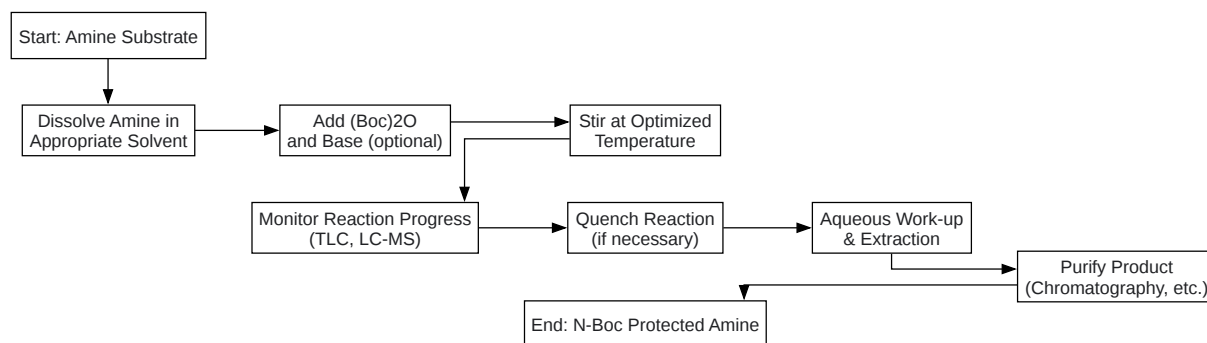 Start: Amine Substrate
Dissolve Amine in
Appropriate Solvent
Add (Boc)2O
and Base (optional)
Stir at Optimized
Temperature
Monitor Reaction Progress
(TLC, LC-MS)
Quench Reaction
(if necessary)
Aqueous Work-up
& Extraction
Purify Product
(Chromatography, etc.)
End: N-Boc Protected Amine